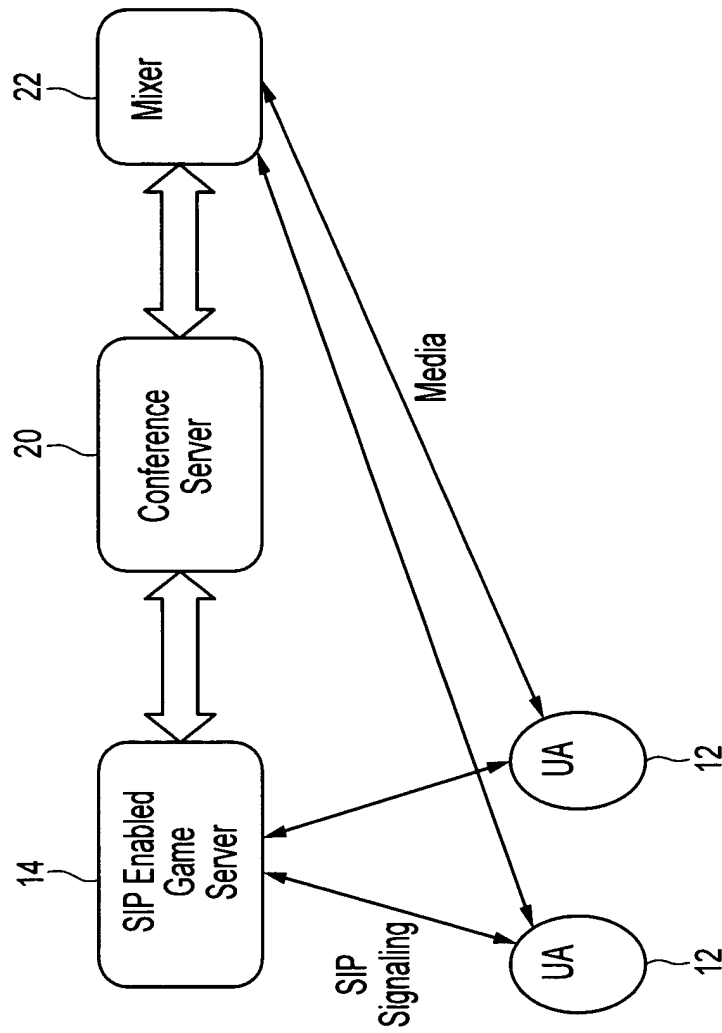 14
SIP Enabled
Game
Server
20
Conference
Server
22
Mixer
SIP
Signaling
Media
UA
12
UA
12